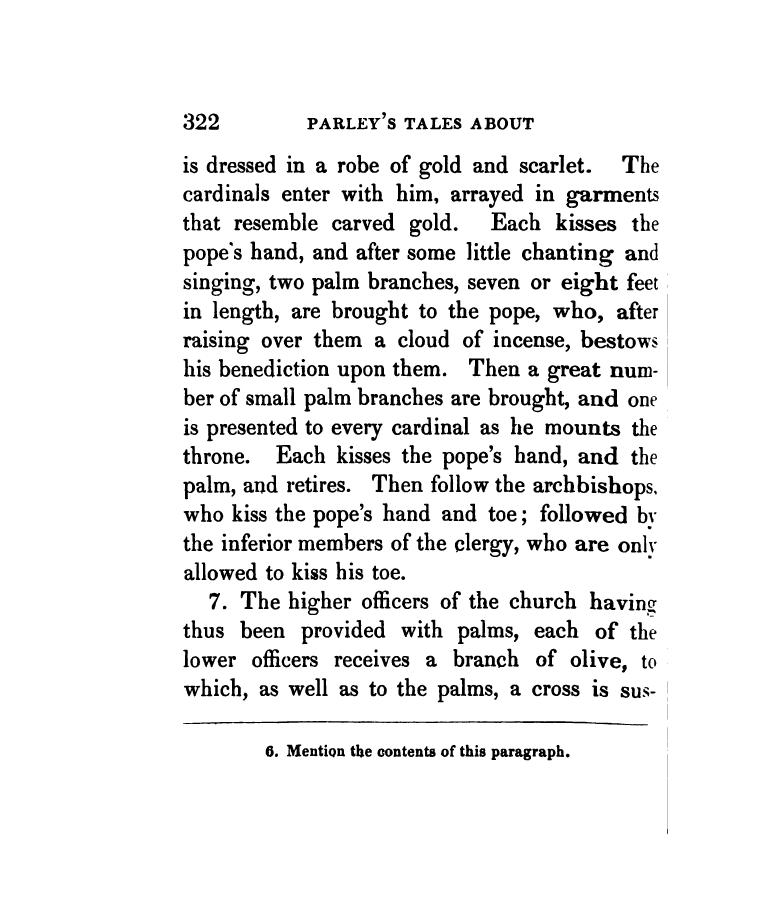 322 PARLEY'S TALES ABOUT
is dressed in a robe of gold and scarlet. The
cardinals enter with him, arrayed in garments
that resemble carved gold. Each kisses the
pope's hand, and after some little chanting and
singing, two palm branches, seven or eight feet
in length, are brought to the pope, who, after
raising over them a cloud of incense, bestows
his benediction upon them. Then a great num-
ber of small palm branches are brought, and one
is presented to every cardinal as he mounts the
throne. Each kisses the pope's hand, and the
palm, and retires. Then follow the archbishops,
who kiss the pope's hand and toe; followed by
the inferior members of the clergy, who are only
allowed to kiss his toe.
7. The higher officers of the church having
thus been provided with palms, each of the
lower officers receives a branch of olive, to
which, as well as to the palms, a cross is sus-
6. Mention the contents of this paragraph.